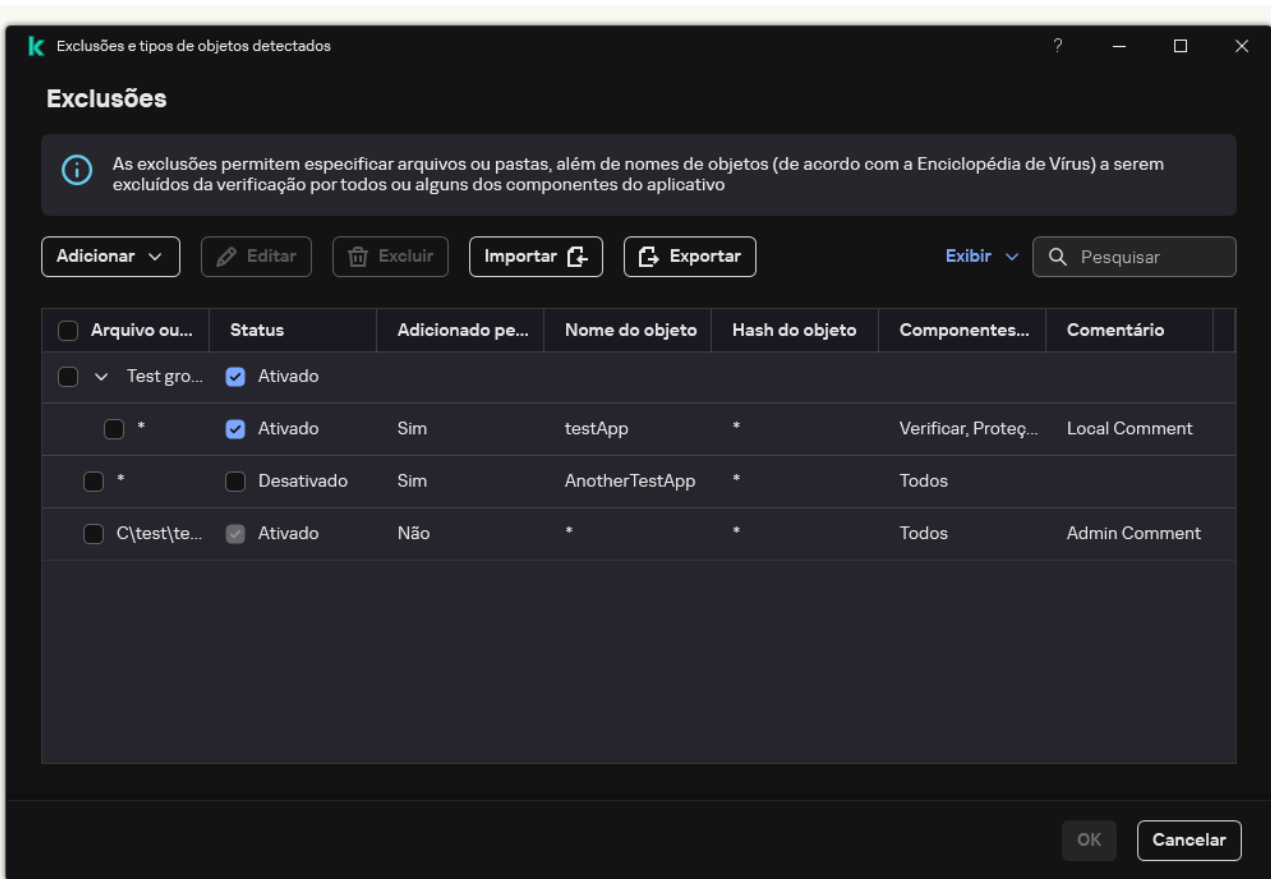 Exclusões e tipos de objetos detectados
?
Exclusões
As exclusões permitem especificar arquivos ou pastas, além de nomes de objetos (de acordo com a Enciclopédia de Vírus) a serem
excluídos da verificação por todos ou alguns dos componentes do aplicativo
Adicionar Editar Excluir Importar Exportar Exibir Pesquisar
Arquivo ou... Status Adicionado pe... Nome do objeto Hash do objeto Componentes... Comentário
Test gro... Ativado
* Ativado Sim testApp * Verificar, Proteç... Local Comment
* Desativado Sim AnotherTestApp * Todos
C\test\te... Ativado Não * * Todos Admin Comment
OK Cancelar